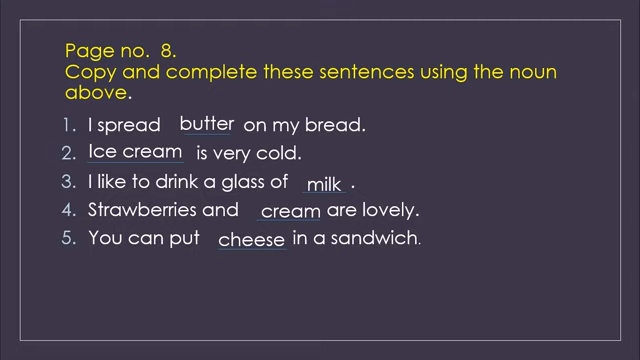 Page no. 8.
Copy and complete these sentences using the noun
above.
1. I spread butter on my bread.
2. Ice cream is very cold.
3. I like to drink a glass of milk .
4. Strawberries and cream are lovely.
5. You can put cheese in a sandwich.